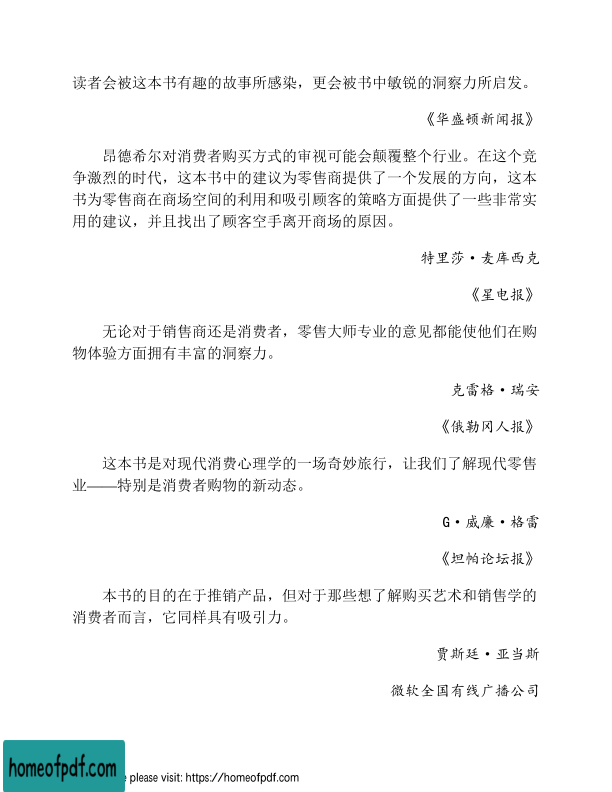 读者会被这本书有趣的故事所感染，更会被书中敏锐的洞察力所启发。
《华盛顿新闻报》
昂德希尔对消费者购买方式的审视可能会颠覆整个行业。在这个竞
争激烈的时代，这本书中的建议为零售商提供了一个发展的方向，这本
书为零售商在商场空间的利用和吸引顾客的策略方面提供了一些非常实
用的建议，并且找出了顾客空手离开商场的原因。
特里莎·麦库西克
《星电报》
无论对于销售商还是消费者，零售大师专业的意见都能使他们在购
物体验方面拥有丰富的洞察力。
克雷格·瑞安
《俄勒冈人报》
这本书是对现代消费心理学的一场奇妙旅行，让我们了解现代零售
业——特别是消费者购物的新动态。
G·威廉·格雷
《坦帕论坛报》
本书的目的在于推销产品，但对于那些想了解购买艺术和销售学的
消费者而言，它同样具有吸引力。
贾斯廷·亚当斯
微软全国有线广播公司
homeofpdf.com
e please visit: https://homeofpdf.com